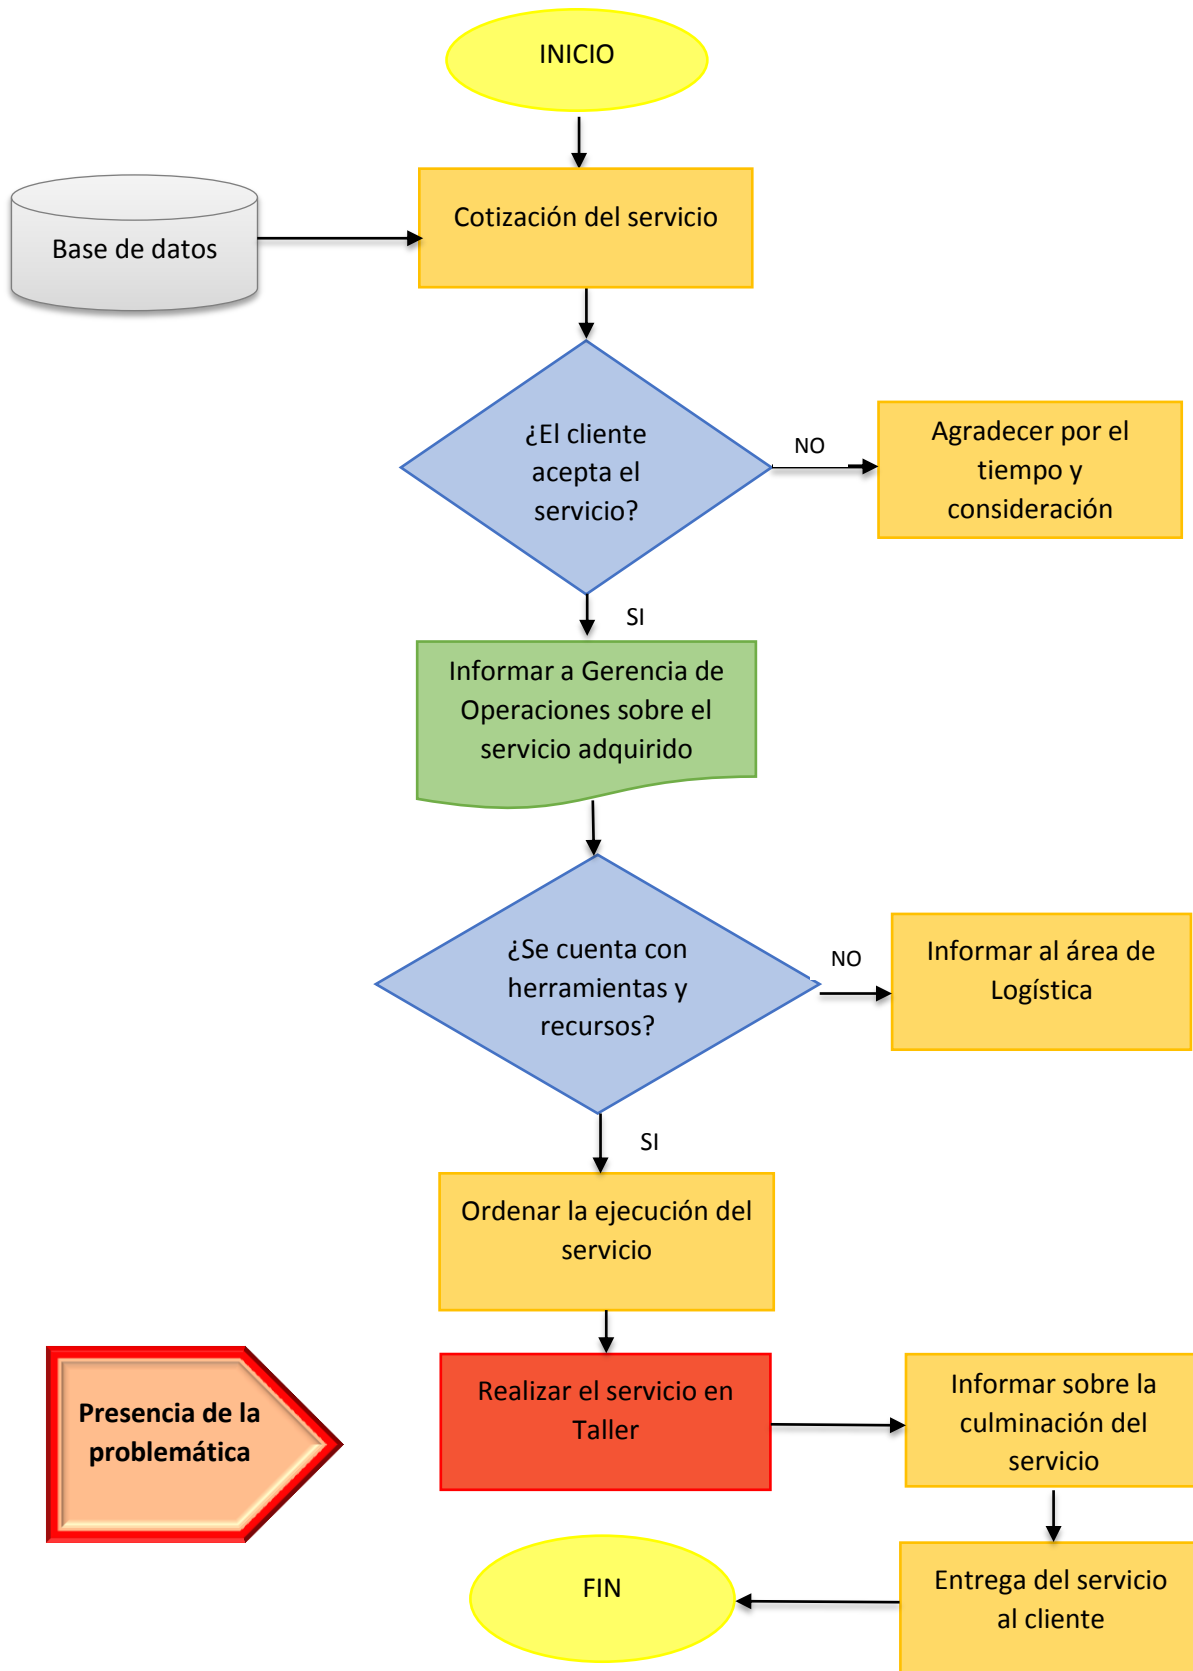 INICIO
Cotización del servicio
Base de datos
¿El cliente
acepta el
servicio?
NO
Agradecer por el
tiempo y
consideración
SI
Informar a Gerencia de
Operaciones sobre el
servicio adquirido
¿Se cuenta con
herramientas y
recursos?
NO
Informar al área de
Logística
SI
Ordenar la ejecución del
servicio
Presencia de la
problemática
Realizar el servicio en
Taller
Informar sobre la
culminación del
servicio
Entrega del servicio
al cliente
FIN